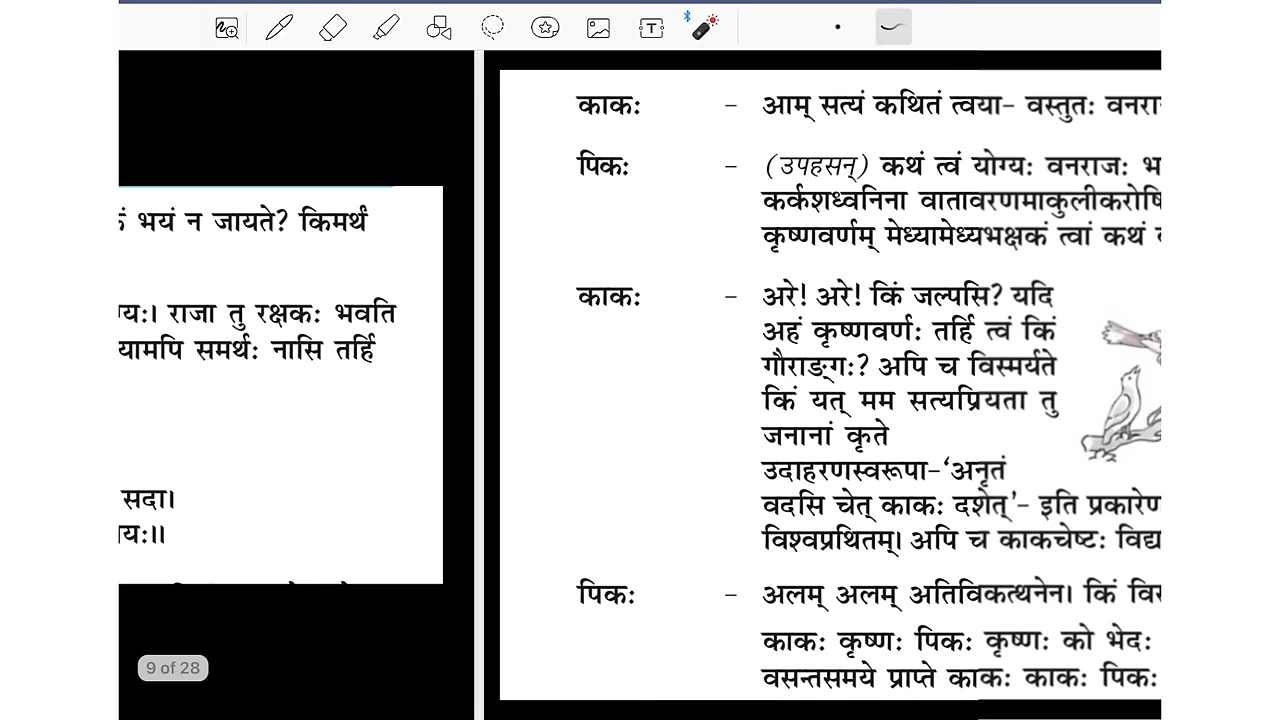 भयं न जायते? किमर्थं
राजा तु रक्षकः भवति
समर्थः नासि तर्हि
सदा।
9 of 28
काकः - आम् सत्यं कथितं त्वया- वस्तुतः
पिकः - (उपहसन्) कथं त्वं योग्यः वनराजः
कर्कशध्वनिना वातावरणमाकुलीकरोषि
कृष्णवर्णम् मेध्यामेध्यभक्षकं त्वां कथं
काकः - अरे! अरे! किं जल्पसि? यदि
अहं कृष्णवर्णः तर्हि त्वं किं
गौराङ्गः? अपि च विस्मर्यते
किं यत् मम सत्यप्रियता तु
जनानां कृते
उदाहरणस्वरूपा-‘अनृतं
वदसि चेत् काकः दशेत्’- इति प्रकारेण
विश्वप्रथितम्। अपि च काकचेष्टः
पिकः - अलम् अलम् अतिविकत्थनेन। किं
काकः कृष्णः पिकः कृष्णः को भेदः
वसन्तसमये प्राप्ते काकः काकः पिकः